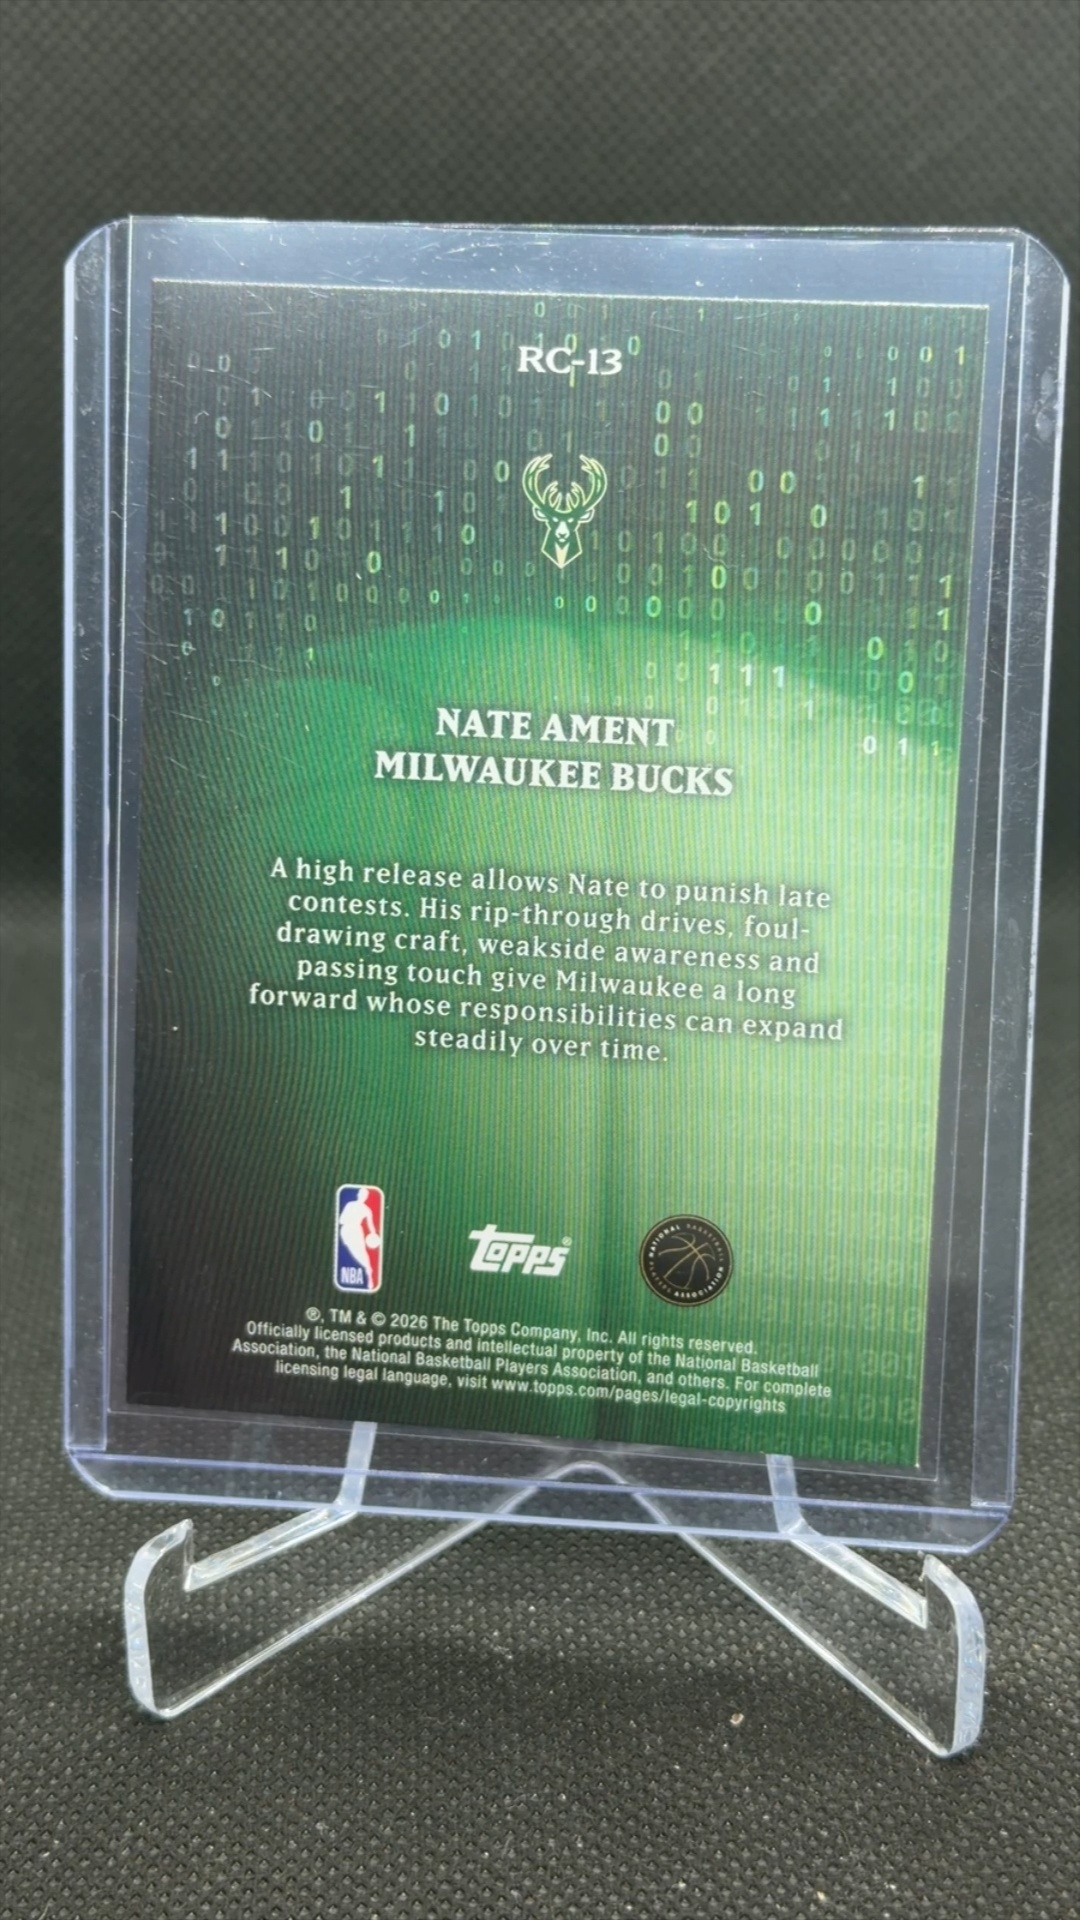 RC-13
NATE AMENT
MILWAUKEE BUCKS
A high release allows Nate to punish late
contests. His rip-through drives, foul-
drawing craft, weakside awareness and
passing touch give Milwaukee a long
forward whose responsibilities can expand
steadily over time.
NBA
topps®
NATIONAL BASKETBALL PLAYERS ASSOCIATION
®, TM & © 2026 The Topps Company, Inc. All rights reserved.
Officially licensed products and intellectual property of the National Basketball
Association, the National Basketball Players Association, and others. For complete
licensing legal language, visit www.topps.com/pages/legal-copyrights